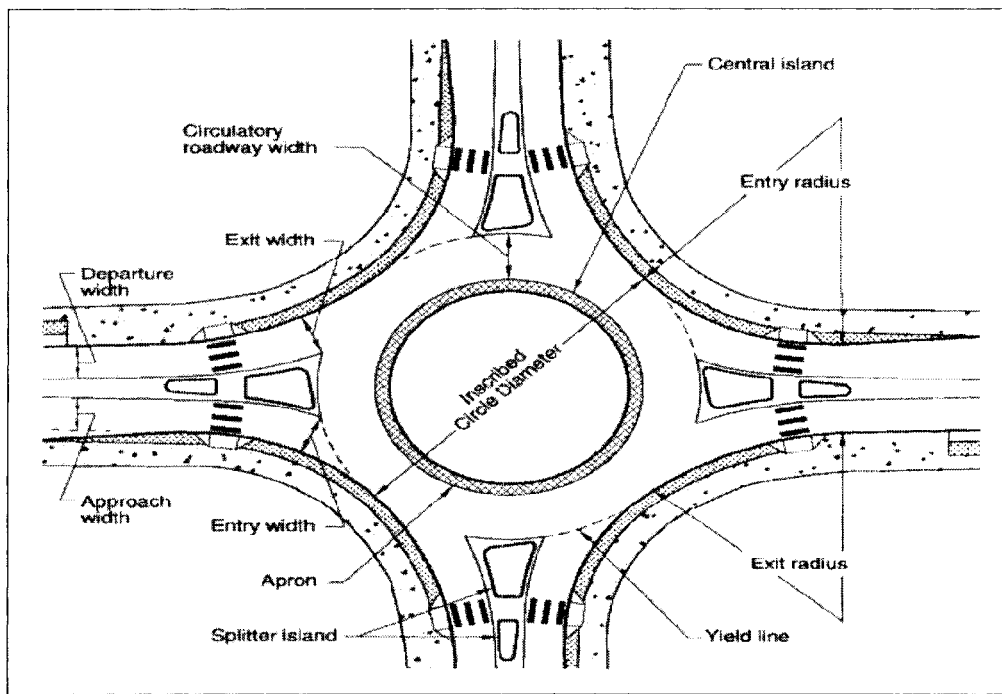 Central island
Circulatory
roadway width
Entry radius
Exit width
Departure
width
Inscribed
Circle Diameter
Approach
width
Entry width
Apron
Exit radius
Splitter island
Yield line